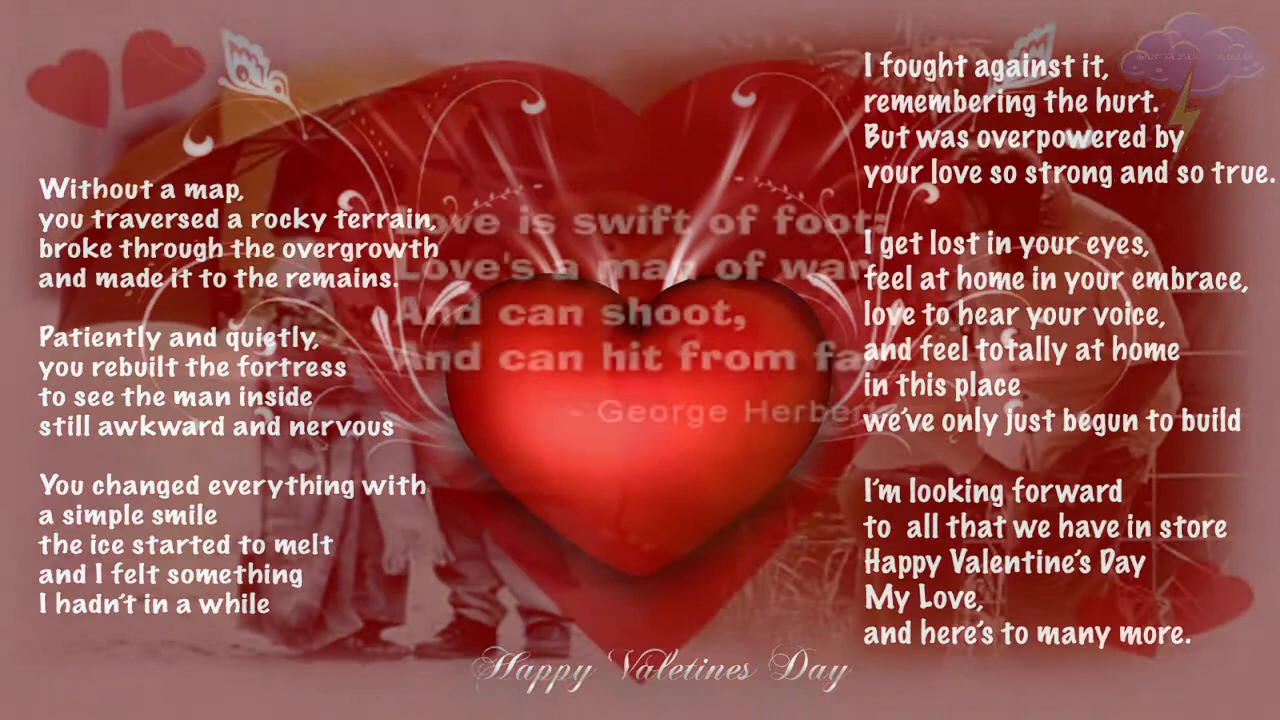 Without a map,
you traversed a rocky terrain,
broke through the overgrowth
and made it to the remains.
Patiently and quietly,
you rebuilt the fortress
to see the man inside
still awkward and nervous
You changed everything with
a simple smile
the ice started to melt
and I felt something
I hadn't in a while
Love is swift of foot;
Love's a man of war,
And can shoot,
And can hit from
- George
I fought against it,
remembering the hurt.
But was overpowered by
your love so strong and so true.
I get lost in your eyes,
feel at home in your embrace,
love to hear your voice,
and feel totally at home
in this place
we've only just begun to build
I'm looking forward
to all that we have in store
Happy Valentine's Day
My Love,
and here's to many more.
Happy Valetines Day